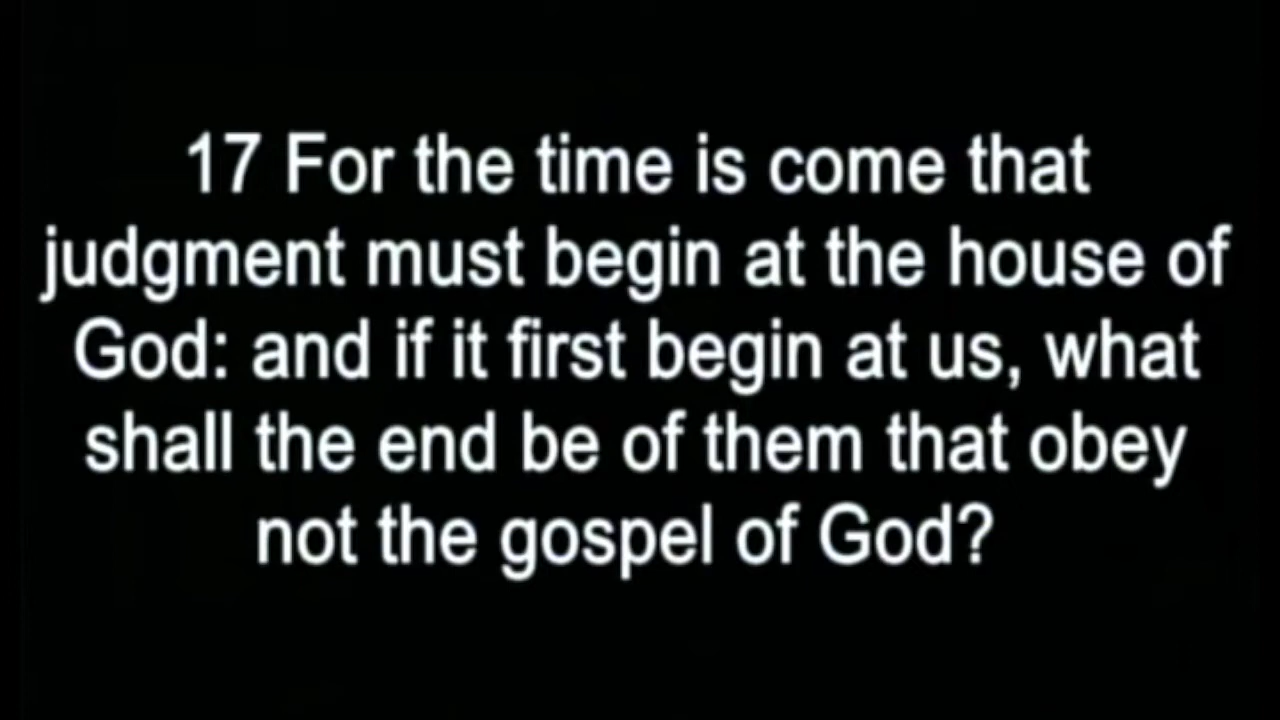 17 For the time is come that
judgment must begin at the house of
God: and if it first begin at us, what
shall the end be of them that obey
not the gospel of God?